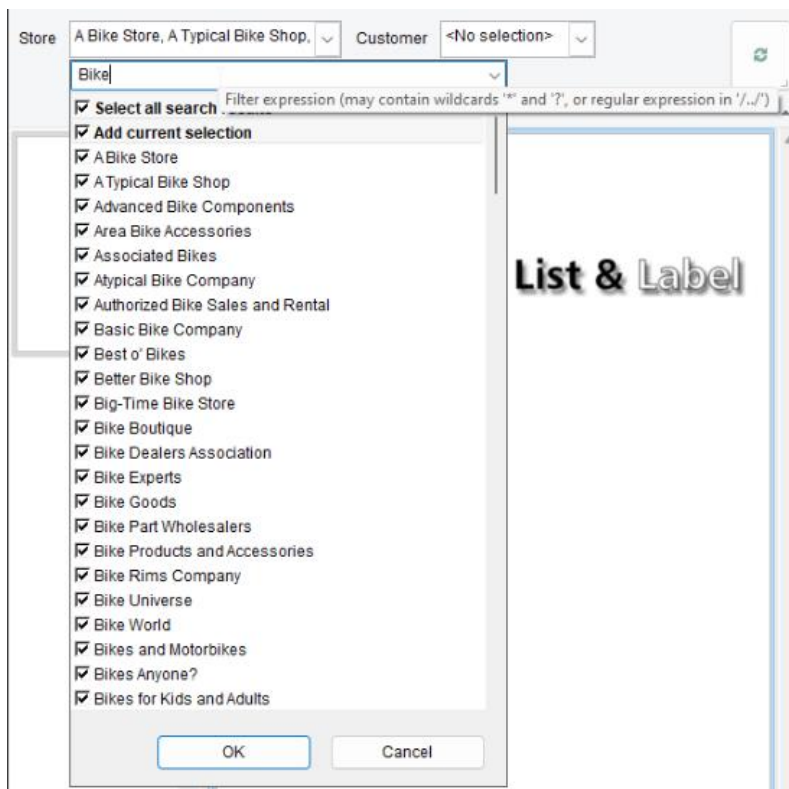 Store A Bike Store, A Typical Bike Shop, Customer <No selection>
Bike
Filter expression (may contain wildcards '*' and '?', or regular expression in '/../')
Select all search results
Add current selection
A Bike Store
A Typical Bike Shop
Advanced Bike Components
Area Bike Accessories
Associated Bikes
Atypical Bike Company
Authorized Bike Sales and Rental
Basic Bike Company
Best o' Bikes
Better Bike Shop
Big-Time Bike Store
Bike Boutique
Bike Dealers Association
Bike Experts
Bike Goods
Bike Part Wholesalers
Bike Products and Accessories
Bike Rims Company
Bike Universe
Bike World
Bikes and Motorbikes
Bikes Anyone?
Bikes for Kids and Adults
OK Cancel
List & Label